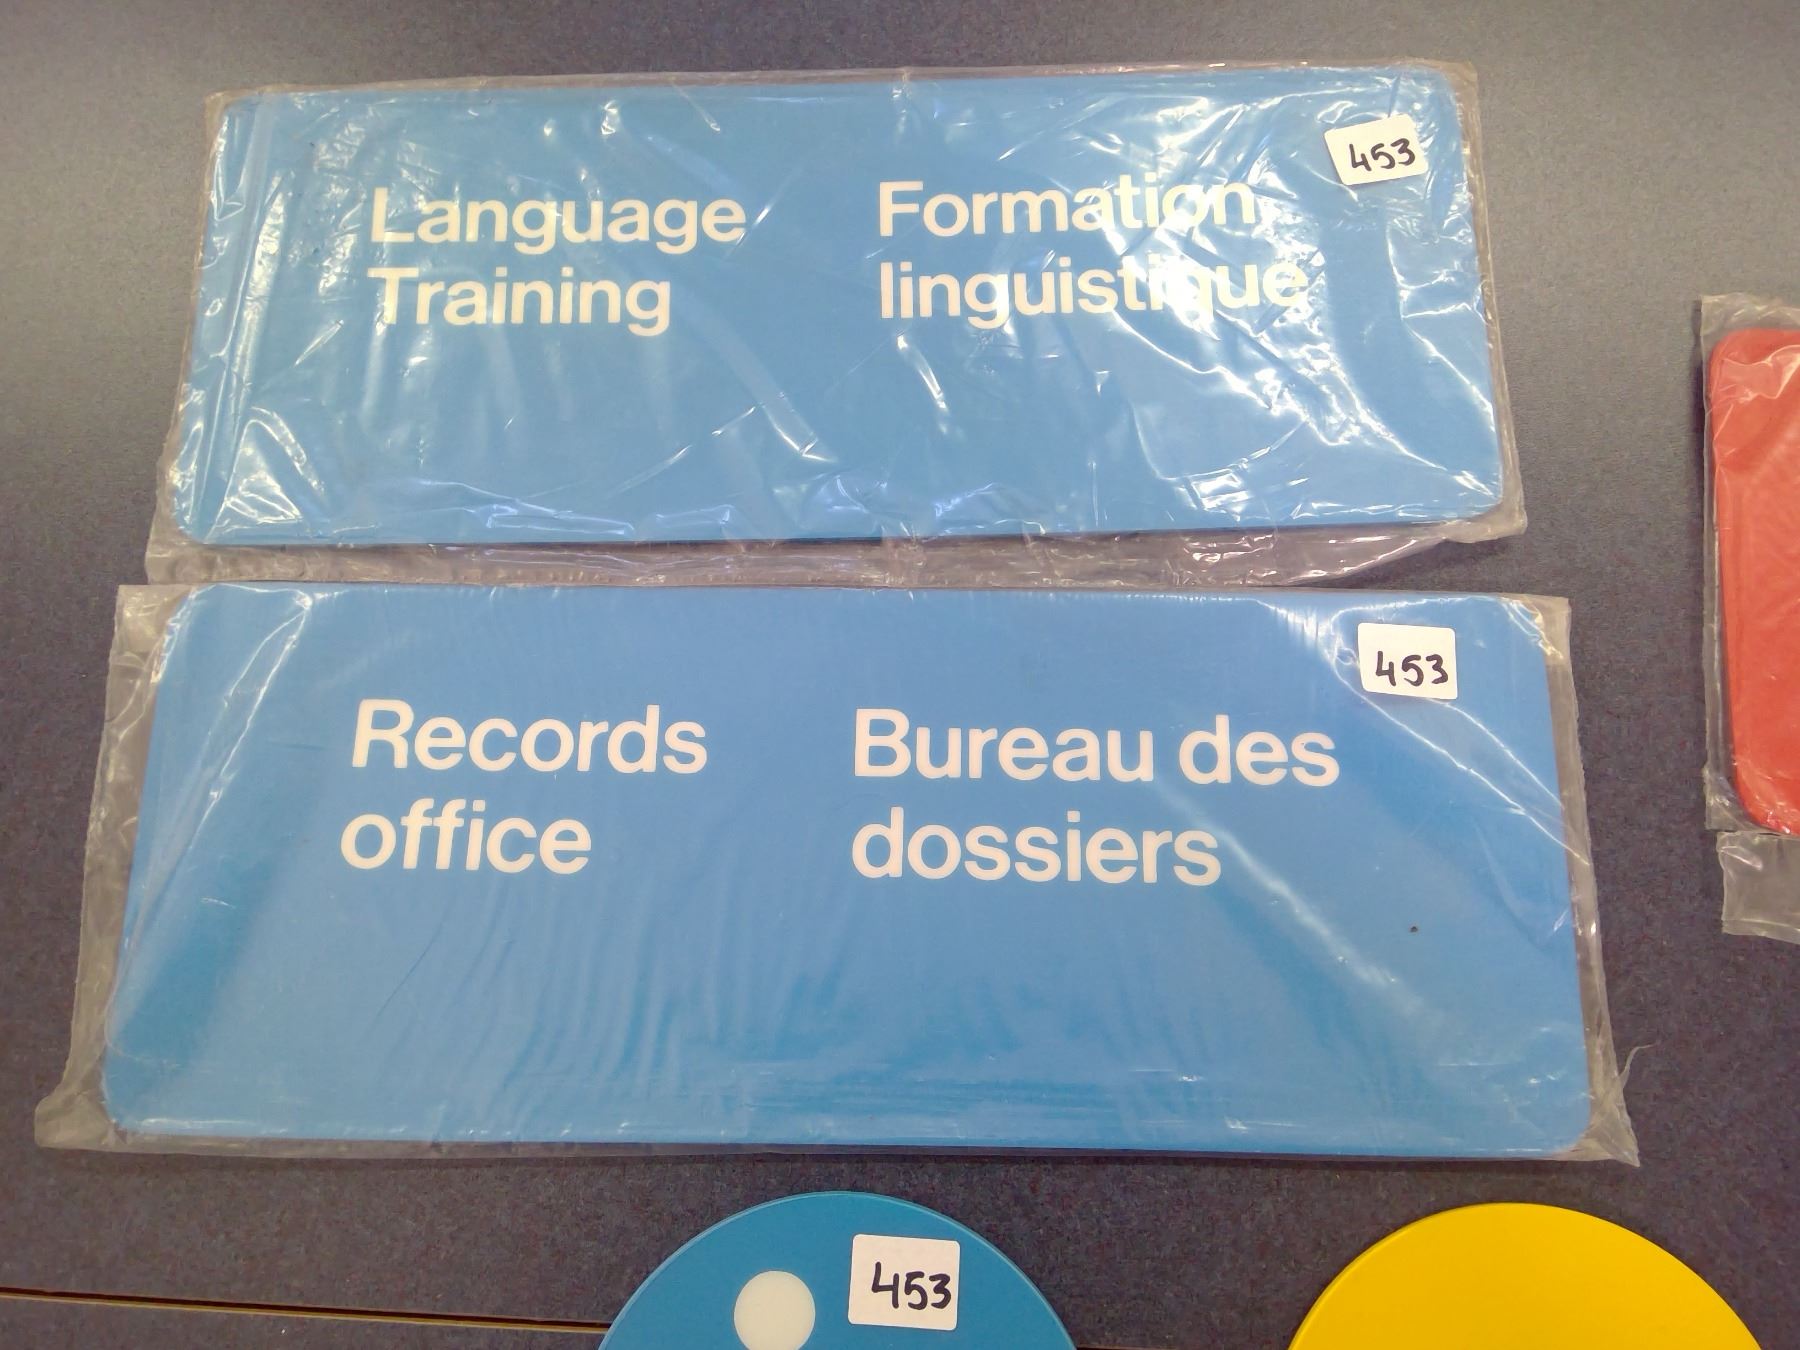 453
Language
Training
Formation
linguistique
453
Records
office
Bureau des
dossiers
453